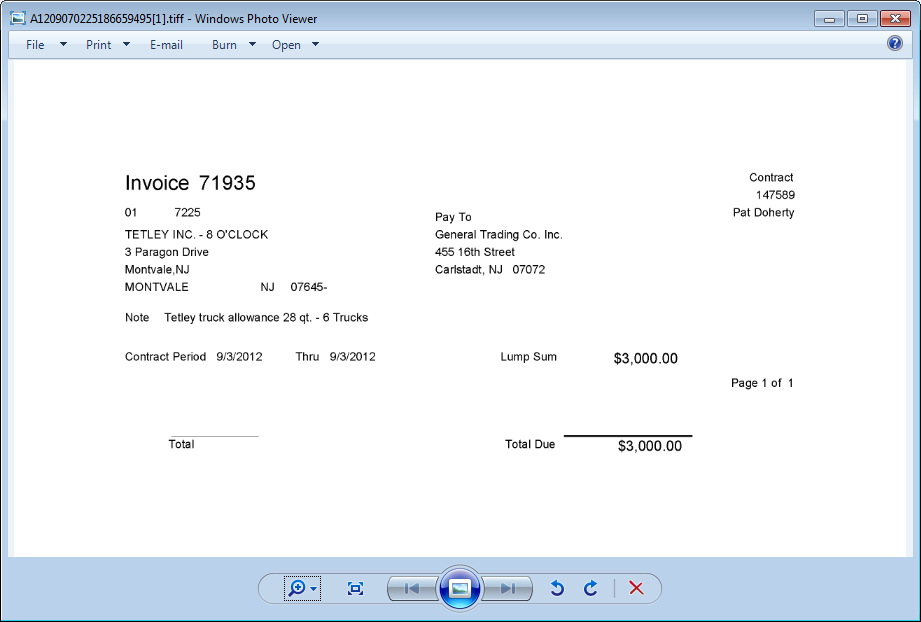 A1209070225186659495[1].tiff - Windows Photo Viewer
File Print E-mail Burn Open
Invoice 71935
Contract
147589
Pat Doherty
01 7225
TETLEY INC. - 8 O'CLOCK
3 Paragon Drive
Montvale,NJ
MONTVALE NJ 07645-
Pay To
General Trading Co. Inc.
455 16th Street
Carlstadt, NJ 07072
Note Tetley truck allowance 28 qt. - 6 Trucks
Contract Period 9/3/2012 Thru 9/3/2012 Lump Sum $3,000.00
Page 1 of 1
Total Total Due $3,000.00